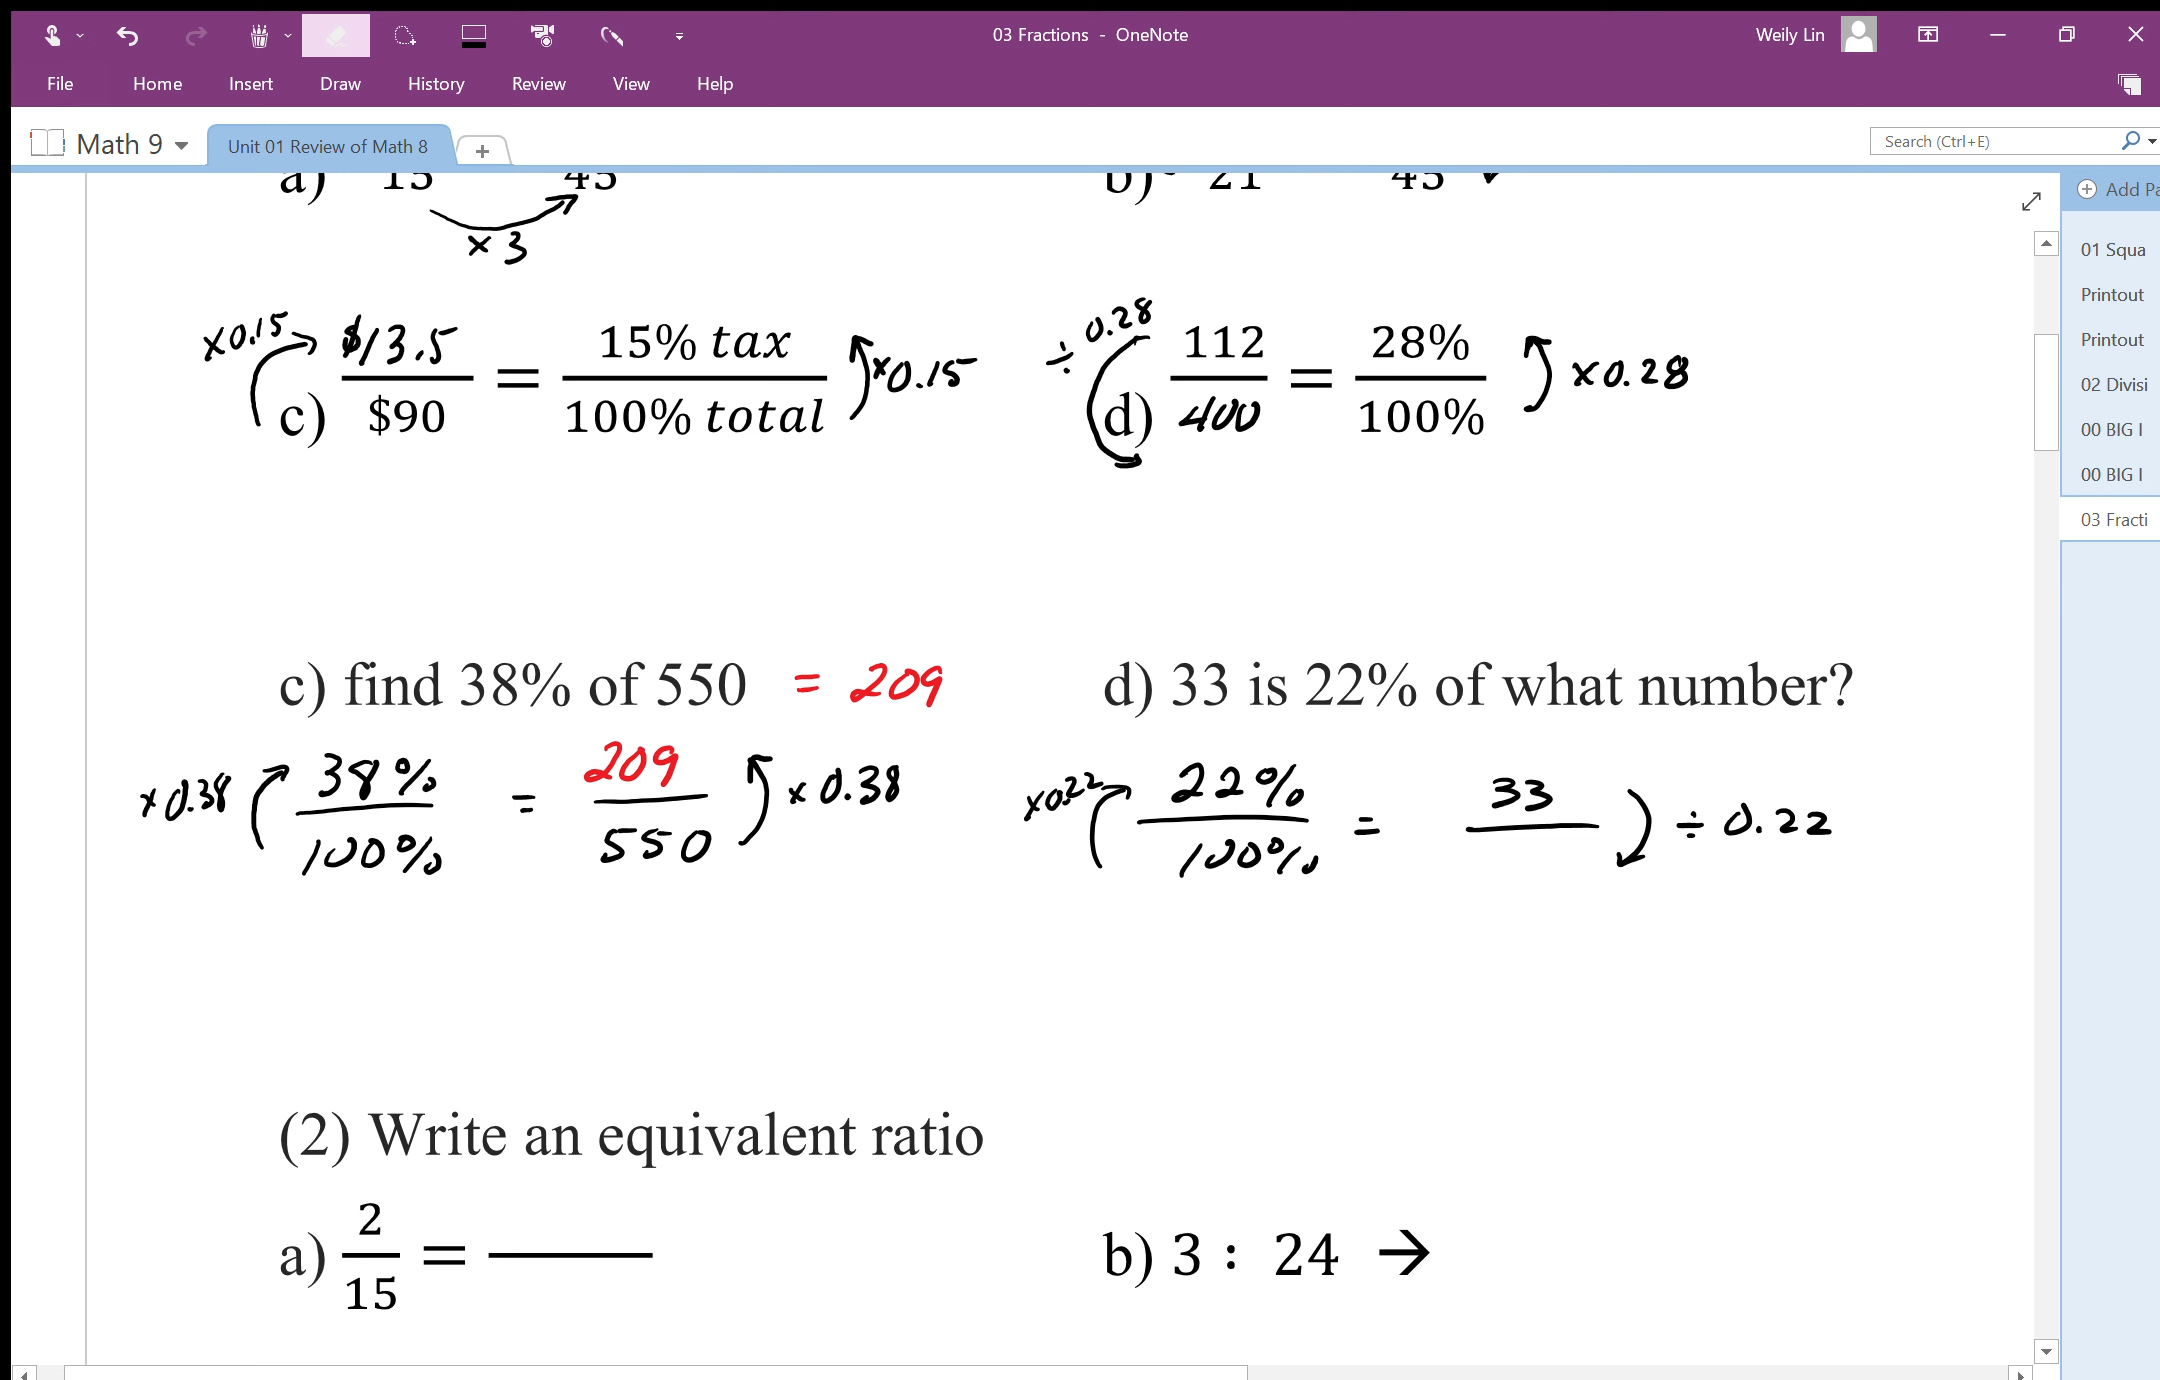 03 Fractions - OneNote
Weily Lin
File Home Insert Draw History Review View Help
Math 9
Unit 01 Review of Math 8
+
Search (Ctrl+E)
Add Pa
01 Squa
Printout
Printout
02 Divisi
00 BIG I
00 BIG I
03 Fracti
a) 15 45
×3
b) 21 45
×0.15 $13.5 = 15% tax ×0.15
c) $90 100% total
÷0.28 112 = 28% ×0.28
d) 400 100%
c) find 38% of 550 = 209
×0.38 38% = 209 × 0.38
100% 550
d) 33 is 22% of what number?
×0.22 22% = 33 ÷ 0.22
100%
(2) Write an equivalent ratio
a) 2 =
15
b) 3 : 24 →